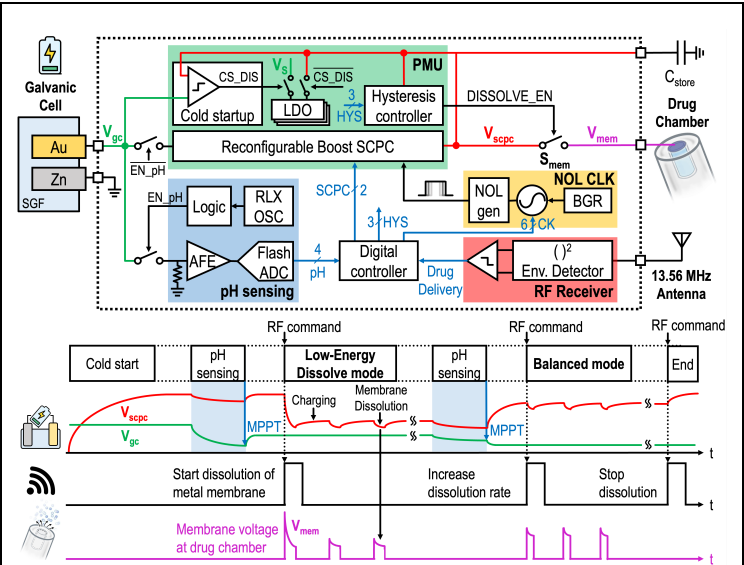 Galvanic
Cell
Au
Zn
SGF
V_gc
EN_pH
Cold startup
CS_DIS
V_S
CS_DIS
LDO
3
HYS
Hysteresis
controller
PMU
DISSOLVE_EN
Reconfigurable Boost SCPC
V_scpc
S_mem
V_mem
C_store
Drug
Chamber
EN_pH
Logic
RLX
OSC
AFE
Flash
ADC
pH sensing
4
pH
SCPC
2
3
HYS
Digital
controller
NOL
gen
NOL CLK
BGR
6
CK
Drug
Delivery
( )²
Env. Detector
RF Receiver
13.56 MHz
Antenna
RF command
RF command
RF command
Cold start
pH
sensing
Low-Energy
Dissolve mode
pH
sensing
Balanced mode
End
V_scpc
V_gc
MPPT
Charging
Membrane
Dissolution
MPPT
t
Start dissolution of
metal membrane
Increase
dissolution rate
Stop
dissolution
t
Membrane voltage
at drug chamber
V_mem
t